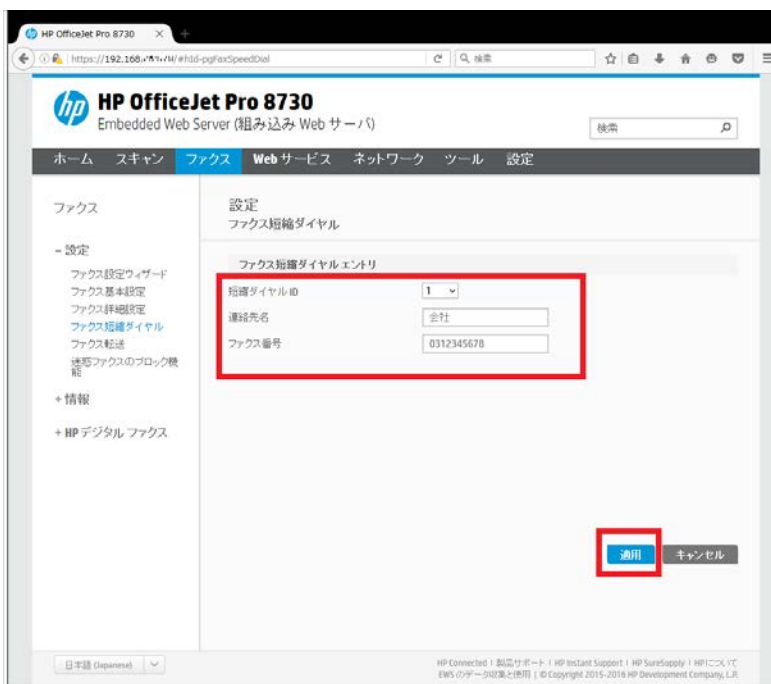 HP OfficeJet Pro 8730
https://192.168.
/#hId-pgFaxSpeedDial
検索
hp
HP OfficeJet Pro 8730
Embedded Web Server (組み込み Web サーバ)
検索
ホーム スキャン ファクス Web サービス ネットワーク ツール 設定
ファクス
設定
ファクス短縮ダイヤル
- 設定
ファクス設定ウィザード
ファクス基本設定
ファクス詳細設定
ファクス短縮ダイヤル
ファクス転送
迷惑ファクスのブロック機
能
+ 情報
+ HP デジタル ファクス
ファクス短縮ダイヤル エントリ
短縮ダイヤル ID 1
連絡先名 会社
ファクス番号 0312345678
適用 キャンセル
日本語 (Japanese)
HP Connected | 製品サポート | HP Instant Support | HP SureSupply | HPについて
EWS のデータ収集と使用 | © Copyright 2015-2016 HP Development Company, L.P.